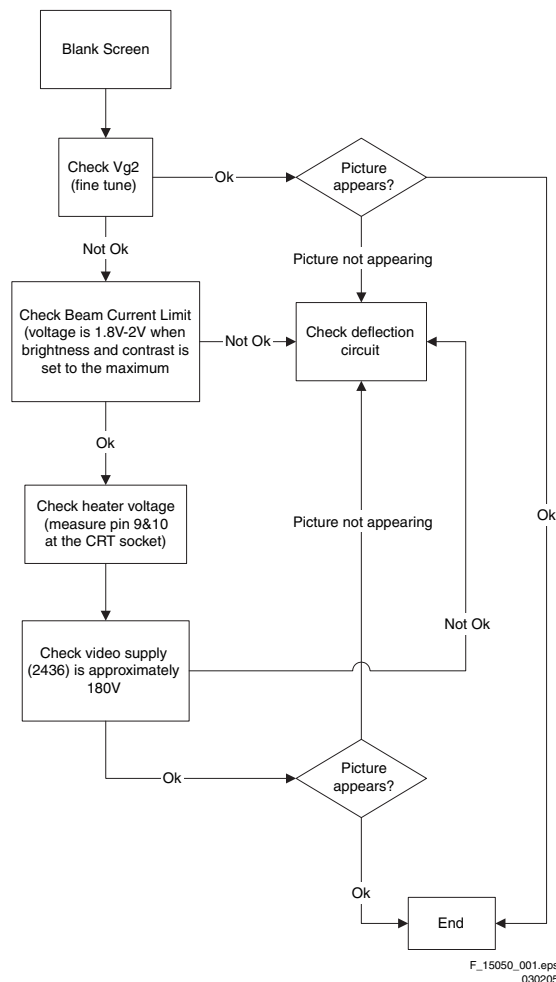 Blank Screen
Check Vg2
(fine tune)
Ok
Picture
appears?
Not Ok
Picture not appearing
Check Beam Current Limit
(voltage is 1.8V-2V when
brightness and contrast is
set to the maximum
Not Ok
Check deflection
circuit
Ok
Check heater voltage
(measure pin 9&10
at the CRT socket)
Picture not appearing
Ok
Check video supply
(2436) is approximately
180V
Not Ok
Ok
Picture
appears?
Ok
End
F_15050_001.eps
030205